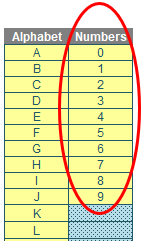 Alphabet Numbers
A 0
B 1
C 2
D 3
E 4
F 5
G 6
H 7
I 8
J 9
K
L